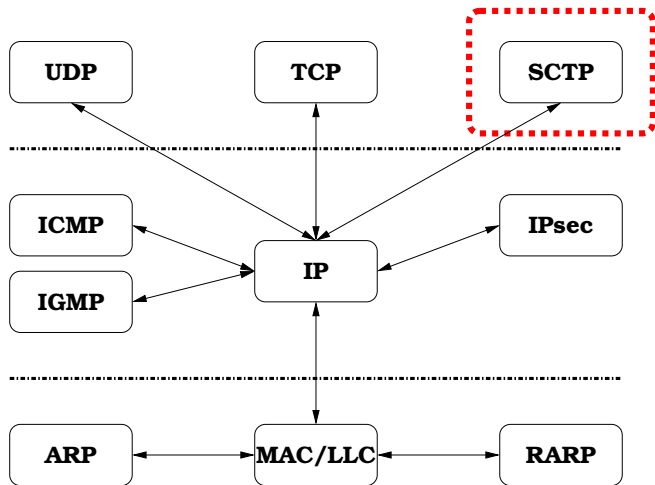 UDP
TCP
SCTP
ICMP
IPsec
IP
IGMP
ARP
MAC/LLC
RARP